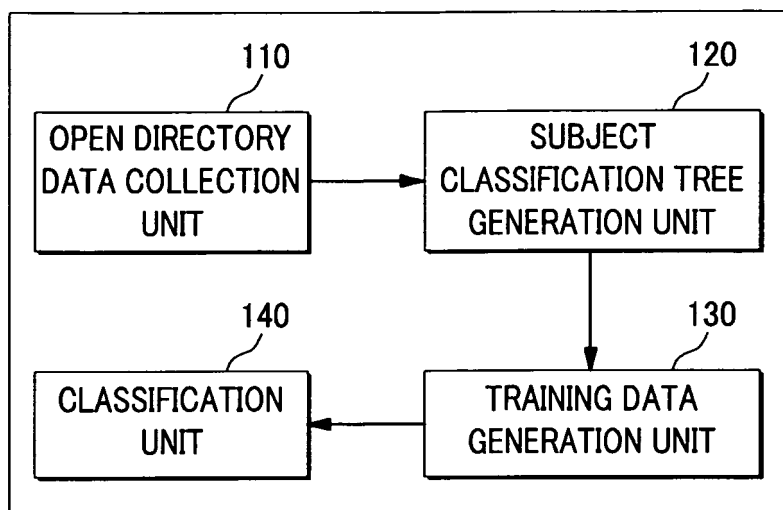 110
OPEN DIRECTORY
DATA COLLECTION
UNIT
120
SUBJECT
CLASSIFICATION TREE
GENERATION UNIT
140
CLASSIFICATION
UNIT
130
TRAINING DATA
GENERATION UNIT